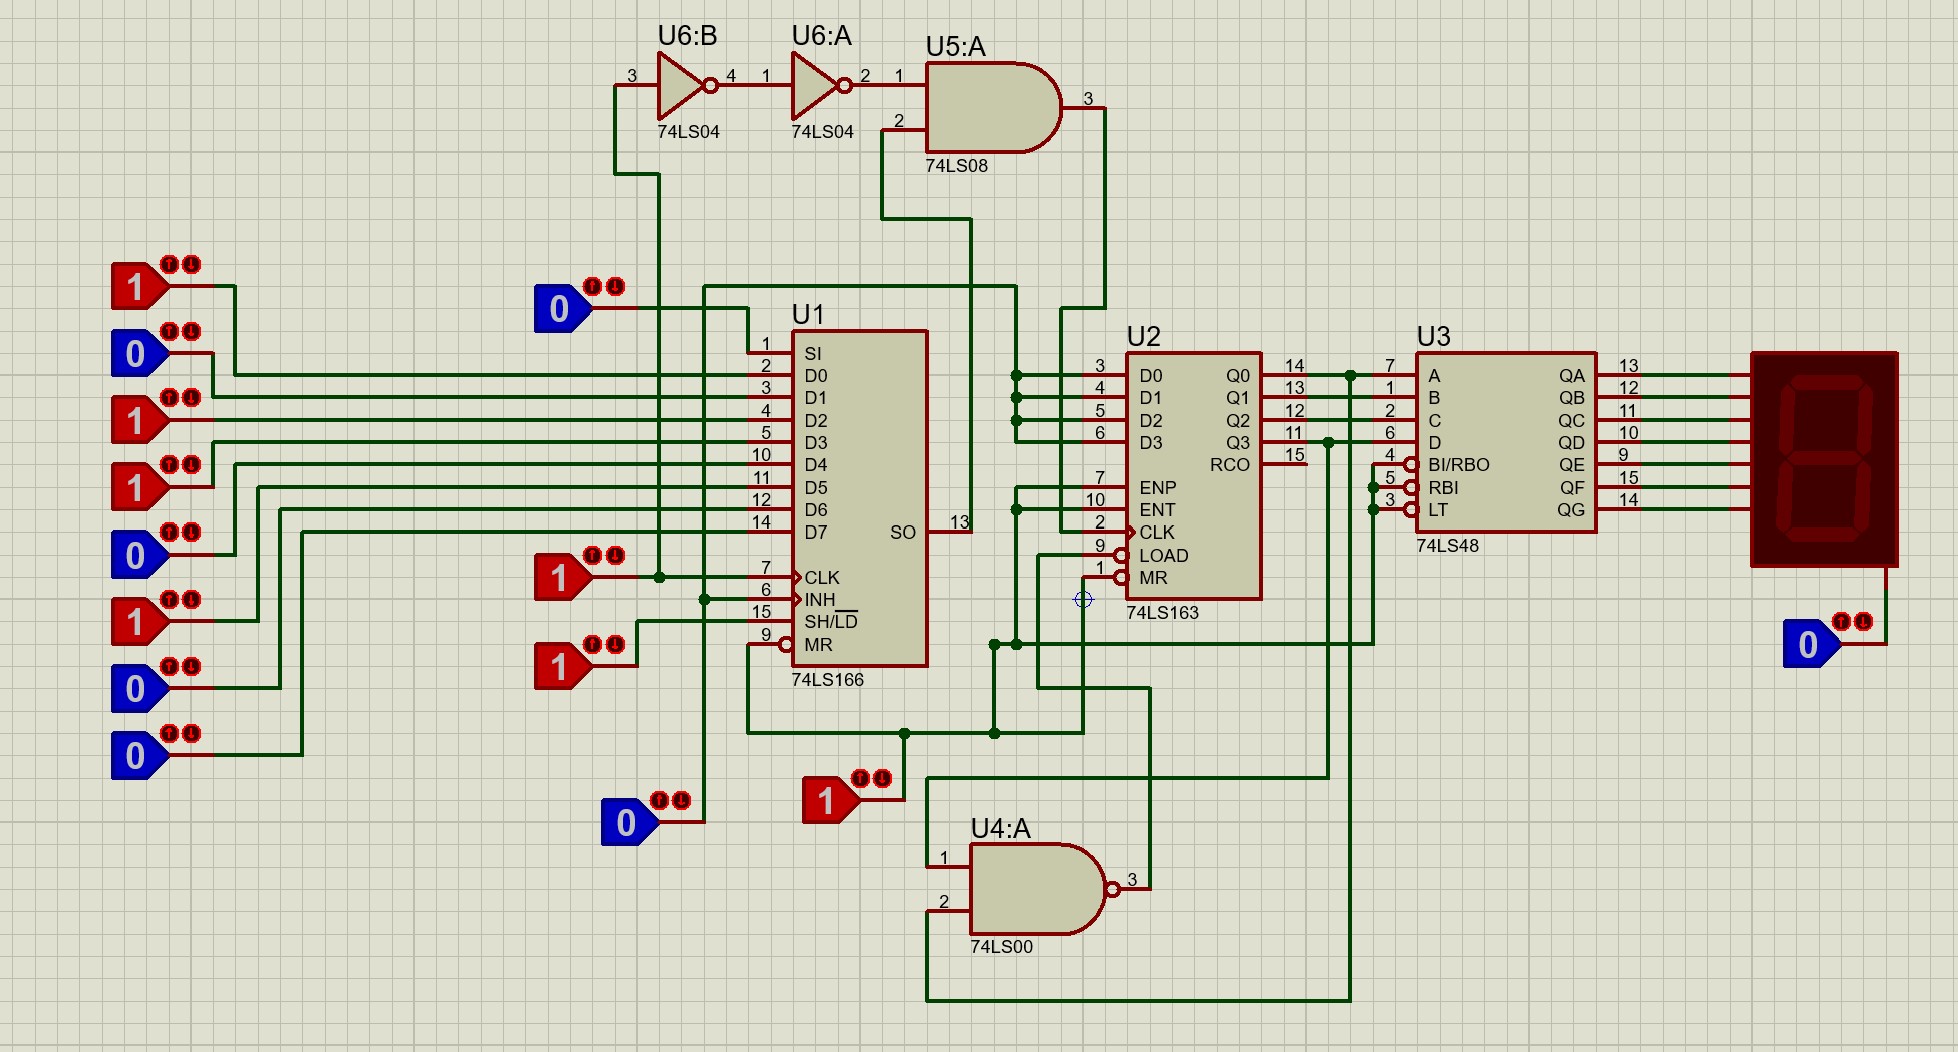 U6:B
3 4
74LS04
U6:A
1 2
74LS04
U5:A
1
2
3
74LS08
1
0
1
1
0
1
0
0
0
1
1
0
1
0
U1
1 SI
2 D0
3 D1
4 D2
5 D3
10 D4
11 D5
12 D6
14 D7
SO 13
7 CLK
6 INH
15 SH/LD
9 MR
74LS166
U2
3 D0 Q0 14
4 D1 Q1 13
5 D2 Q2 12
6 D3 Q3 11
RCO 15
7 ENP
10 ENT
2 CLK
9 LOAD
1 MR
74LS163
U3
7 A QA 13
1 B QB 12
2 C QC 11
6 D QD 10
4 BI/RBO QE 9
5 RBI QF 15
3 LT QG 14
74LS48
U4:A
1
2
3
74LS00